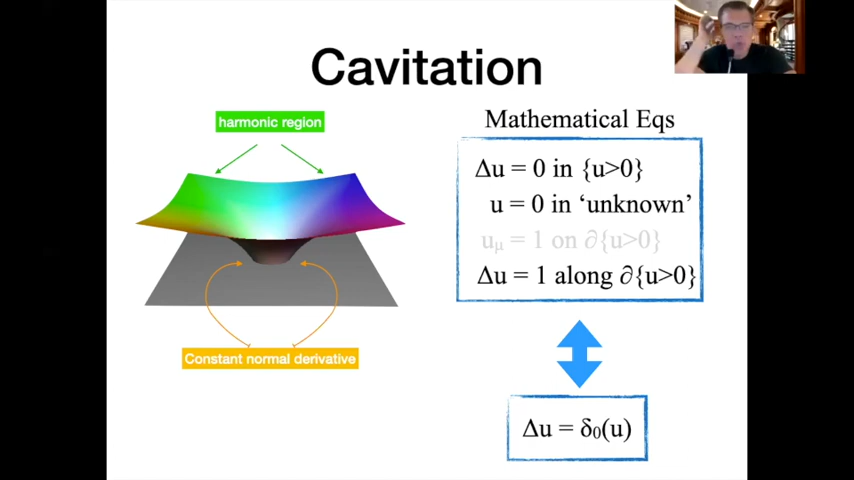 Cavitation
harmonic region
Constant normal derivative
Mathematical Eqs
Δu = 0 in {u>0}
u = 0 in ‘unknown’
uμ = 1 on ∂{u>0}
Δu = 1 along ∂{u>0}
Δu = δ₀(u)